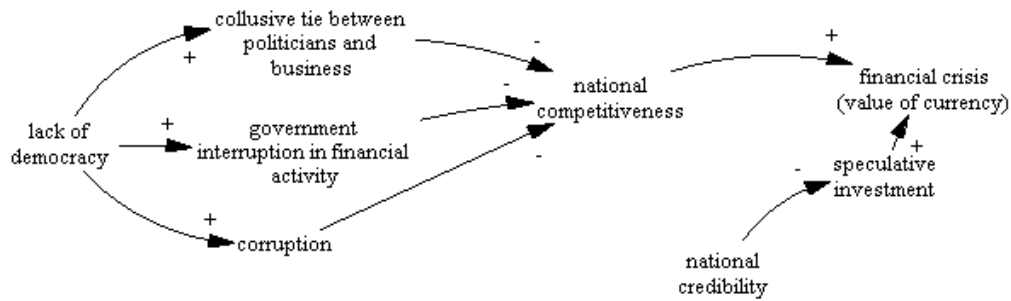 collusive tie between
politicians and
business
+
-
+
national
competitiveness
financial crisis
(value of currency)
-
lack of
democracy
+
government
interruption in financial
activity
-
+
speculative
investment
-
+
corruption
national
credibility